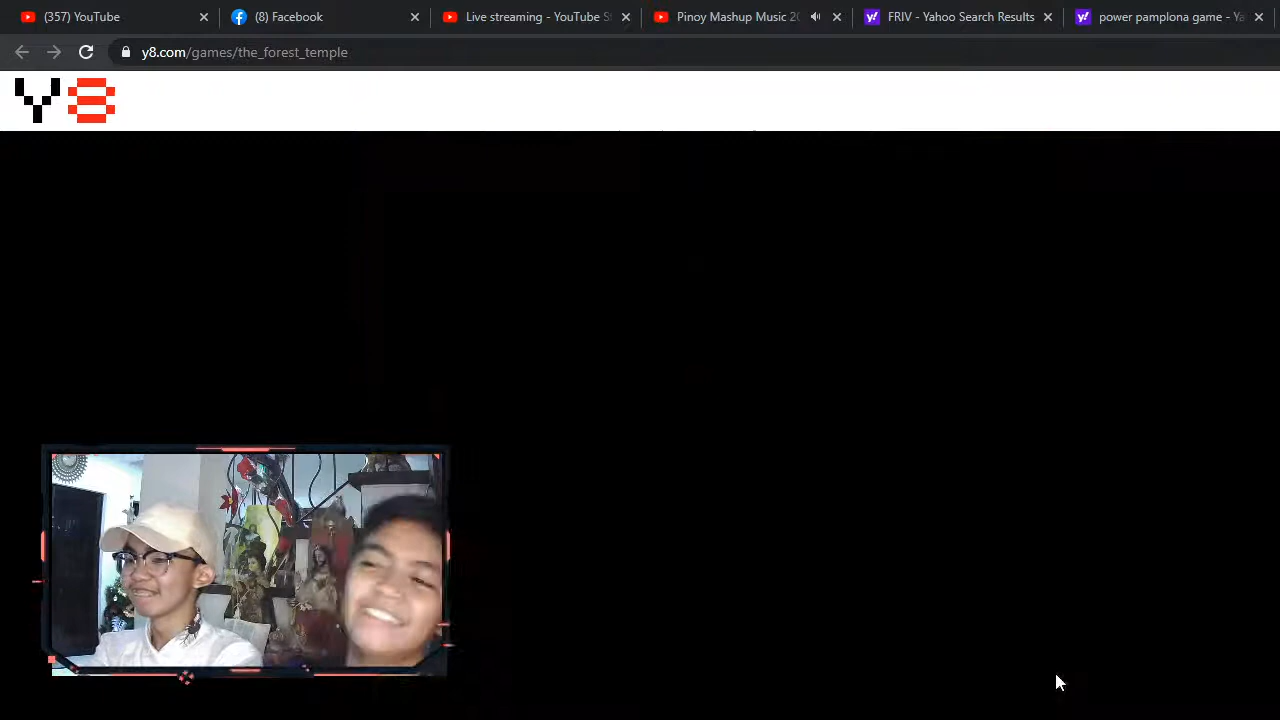 (357) YouTube
(8) Facebook
Live streaming - YouTube S
Pinoy Mashup Music 20
FRIV - Yahoo Search Results
power pamplona game - Ya
y8.com/games/the_forest_temple
Y8